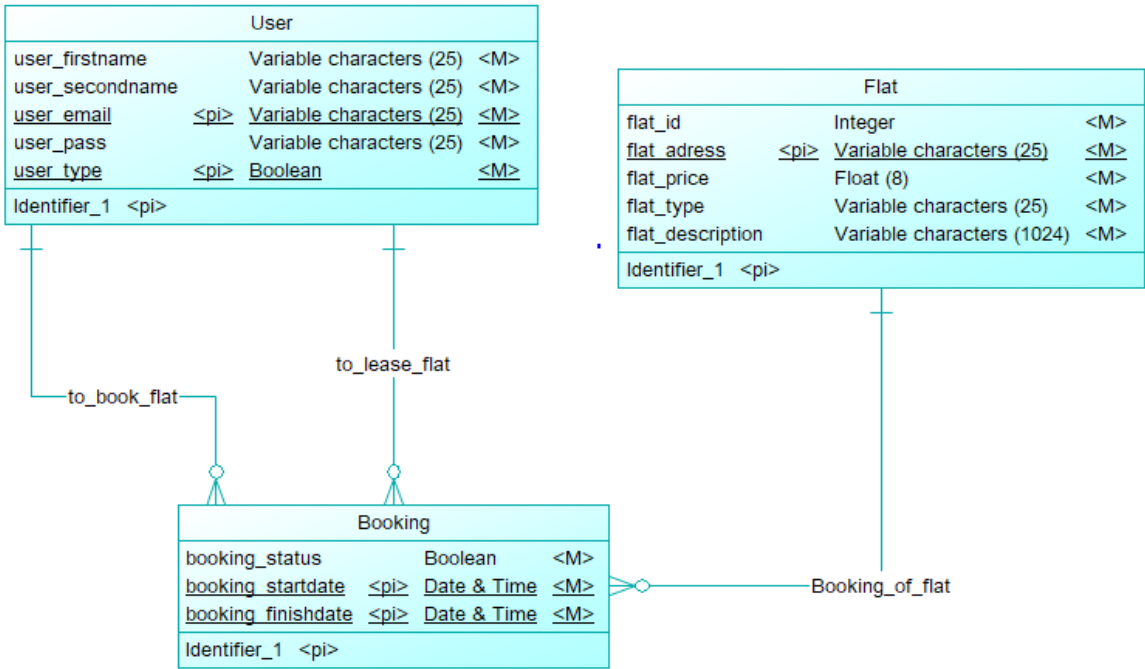 User
user_firstname Variable characters (25) <M>
user_secondname Variable characters (25) <M>
user_email <pi> Variable characters (25) <M>
user_pass Variable characters (25) <M>
user_type <pi> Boolean <M>
Identifier_1 <pi>
Flat
flat_id Integer <M>
flat_adress <pi> Variable characters (25) <M>
flat_price Float (8) <M>
flat_type Variable characters (25) <M>
flat_description Variable characters (1024) <M>
Identifier_1 <pi>
to_lease_flat
to_book_flat
Booking
booking_status Boolean <M>
booking_startdate <pi> Date & Time <M>
booking_finishdate <pi> Date & Time <M>
Identifier_1 <pi>
Booking_of_flat